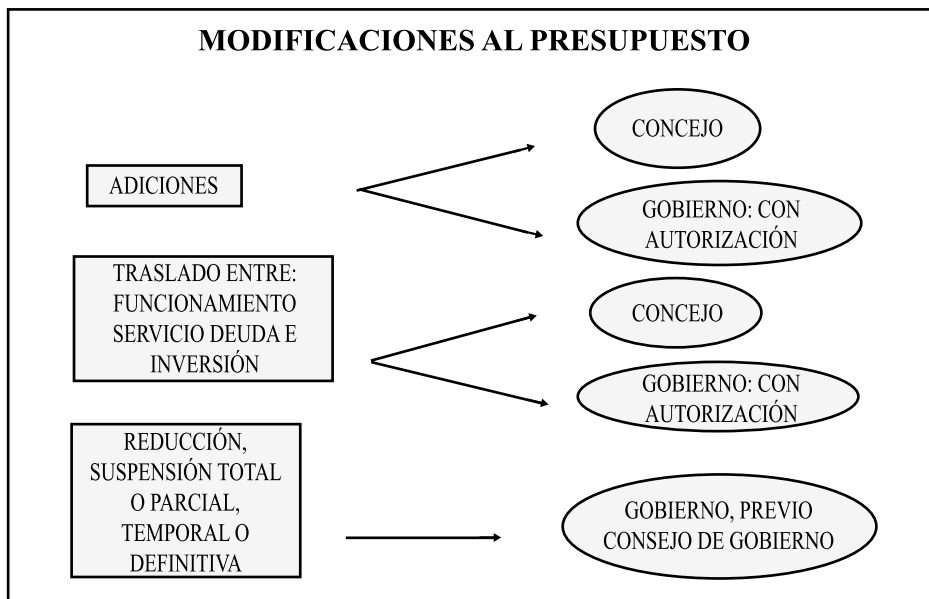 MODIFICACIONES AL PRESUPUESTO
ADICIONES
CONCEJO
GOBIERNO: CON
AUTORIZACIÓN
TRASLADO ENTRE:
FUNCIONAMIENTO
SERVICIO DEUDA E
INVERSIÓN
CONCEJO
GOBIERNO: CON
AUTORIZACIÓN
REDUCCIÓN,
SUSPENSIÓN TOTAL
O PARCIAL,
TEMPORAL O
DEFINITIVA
GOBIERNO, PREVIO
CONSEJO DE GOBIERNO